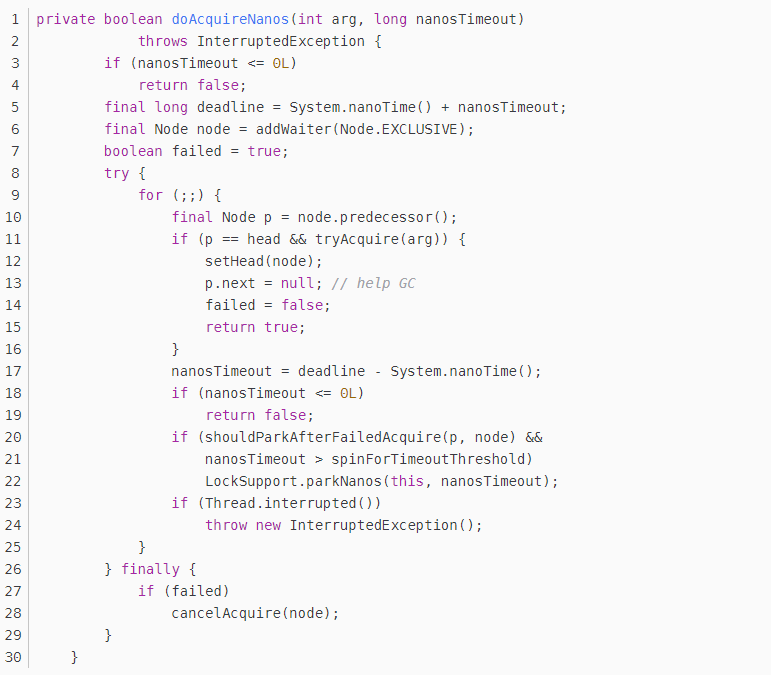 1 private boolean doAcquireNanos(int arg, long nanosTimeout)
2             throws InterruptedException {
3         if (nanosTimeout <= 0L)
4             return false;
5         final long deadline = System.nanoTime() + nanosTimeout;
6         final Node node = addWaiter(Node.EXCLUSIVE);
7         boolean failed = true;
8         try {
9             for (;;) {
10                 final Node p = node.predecessor();
11                 if (p == head && tryAcquire(arg)) {
12                     setHead(node);
13                     p.next = null; // help GC
14                     failed = false;
15                     return true;
16                 }
17                 nanosTimeout = deadline - System.nanoTime();
18                 if (nanosTimeout <= 0L)
19                     return false;
20                 if (shouldParkAfterFailedAcquire(p, node) &&
21                     nanosTimeout > spinForTimeoutThreshold)
22                     LockSupport.parkNanos(this, nanosTimeout);
23                 if (Thread.interrupted())
24                     throw new InterruptedException();
25             }
26         } finally {
27             if (failed)
28                 cancelAcquire(node);
29         }
30     }